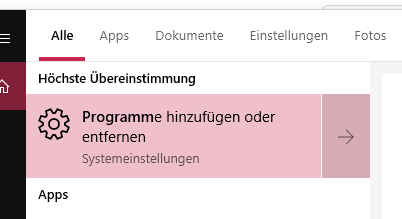 Alle Apps Dokumente Einstellungen Fotos
Höchste Übereinstimmung
Programme hinzufügen oder
entfernen
Systemeinstellungen
Apps